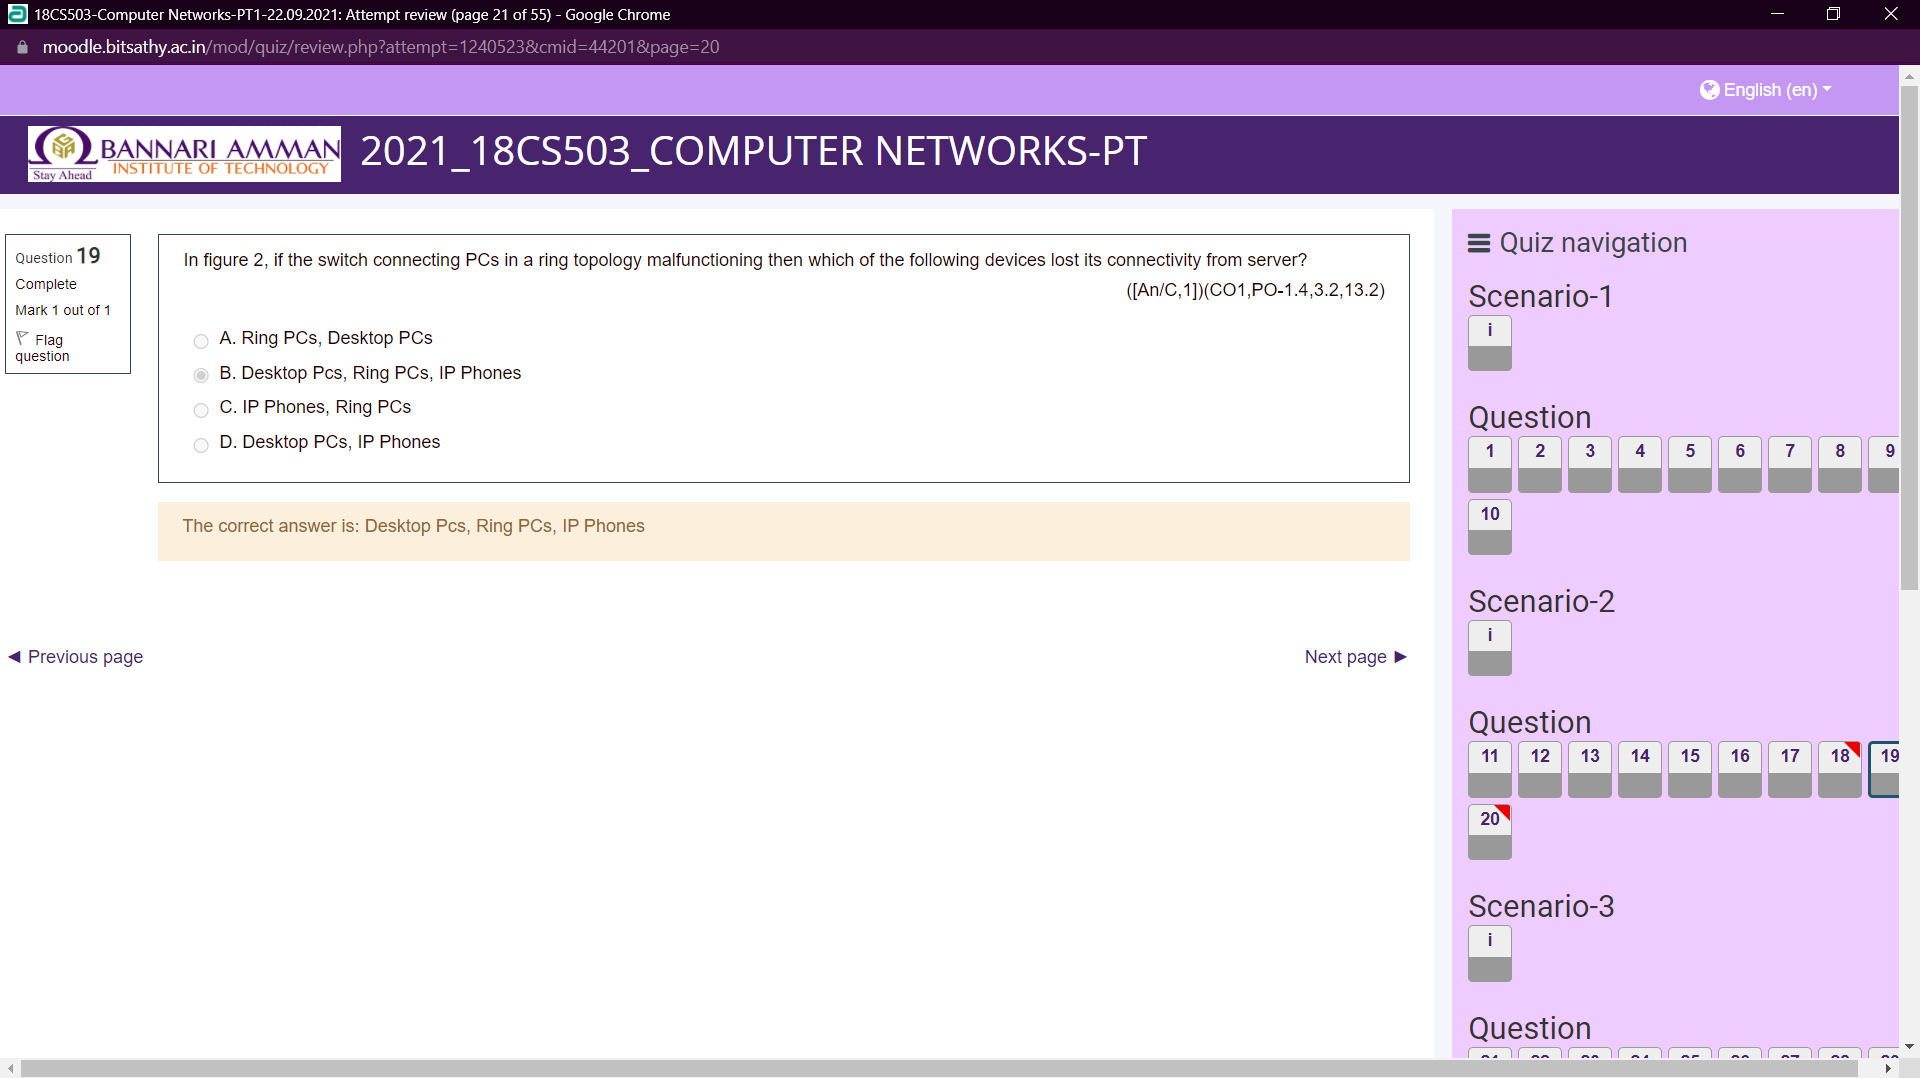 18CS503-Computer Networks-PT1-22.09.2021: Attempt review (page 21 of 55) - Google Chrome
moodle.bitsathy.ac.in/mod/quiz/review.php?attempt=1240523&cmid=44201&page=20
English (en)
BANNARI AMMAN
INSTITUTE OF TECHNOLOGY
Stay Ahead
2021_18CS503_COMPUTER NETWORKS-PT
Question 19
Complete
Mark 1 out of 1
Flag
question
In figure 2, if the switch connecting PCs in a ring topology malfunctioning then which of the following devices lost its connectivity from server?
([An/C,1])(CO1,PO-1.4,3.2,13.2)
A. Ring PCs, Desktop PCs
B. Desktop Pcs, Ring PCs, IP Phones
C. IP Phones, Ring PCs
D. Desktop PCs, IP Phones
The correct answer is: Desktop Pcs, Ring PCs, IP Phones
◄ Previous page
Next page ►
Quiz navigation
Scenario-1
i
Question
1 2 3 4 5 6 7 8 9
10
Scenario-2
i
Question
11 12 13 14 15 16 17 18 19
20
Scenario-3
i
Question